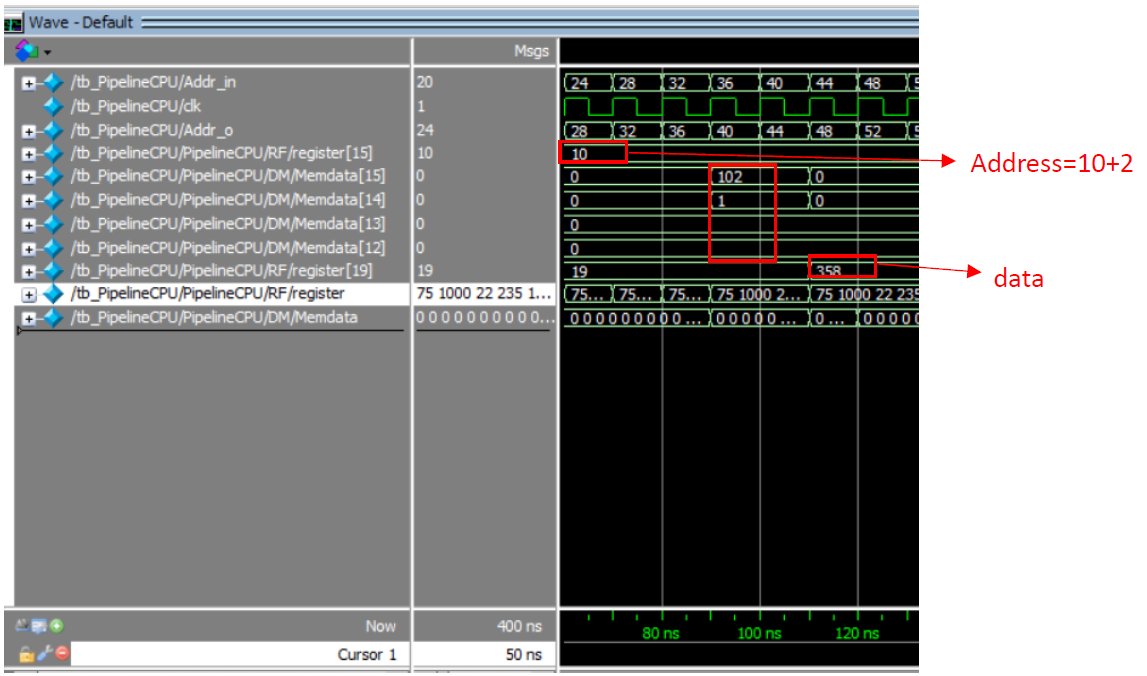 Wave - Default
Msgs
/tb_PipelineCPU/Addr_in 20 24 28 32 36 40 44 48
/tb_PipelineCPU/clk 1
/tb_PipelineCPU/Addr_o 24 28 32 36 40 44 48 52
/tb_PipelineCPU/PipelineCPU/RF/register[15] 10 10
Address=10+2
/tb_PipelineCPU/PipelineCPU/DM/Memdata[15] 0 0 102 0
/tb_PipelineCPU/PipelineCPU/DM/Memdata[14] 0 0 1 0
/tb_PipelineCPU/PipelineCPU/DM/Memdata[13] 0 0
/tb_PipelineCPU/PipelineCPU/DM/Memdata[12] 0 0
/tb_PipelineCPU/PipelineCPU/RF/register[19] 19 19 358
data
/tb_PipelineCPU/PipelineCPU/RF/register 75 1000 22 235 1... 75... 75... 75... 75 1000 2... 75 1000 22 235
/tb_PipelineCPU/PipelineCPU/DM/Memdata 0 0 0 0 0 0 0 0 0 0 0... 0 0 0 0 0 0 0 0 0 0 ... 0 0 0 0 0 ... 0 ... 0 0 0 0 0
Now 400 ns 80 ns 100 ns 120 ns
Cursor 1 50 ns